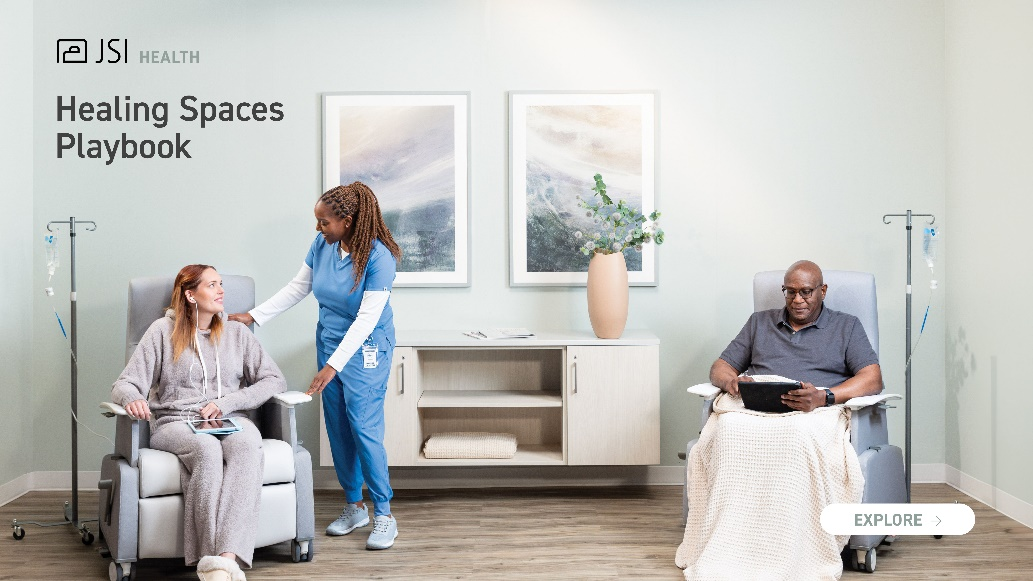 JSI HEALTH
Healing Spaces
Playbook
EXPLORE